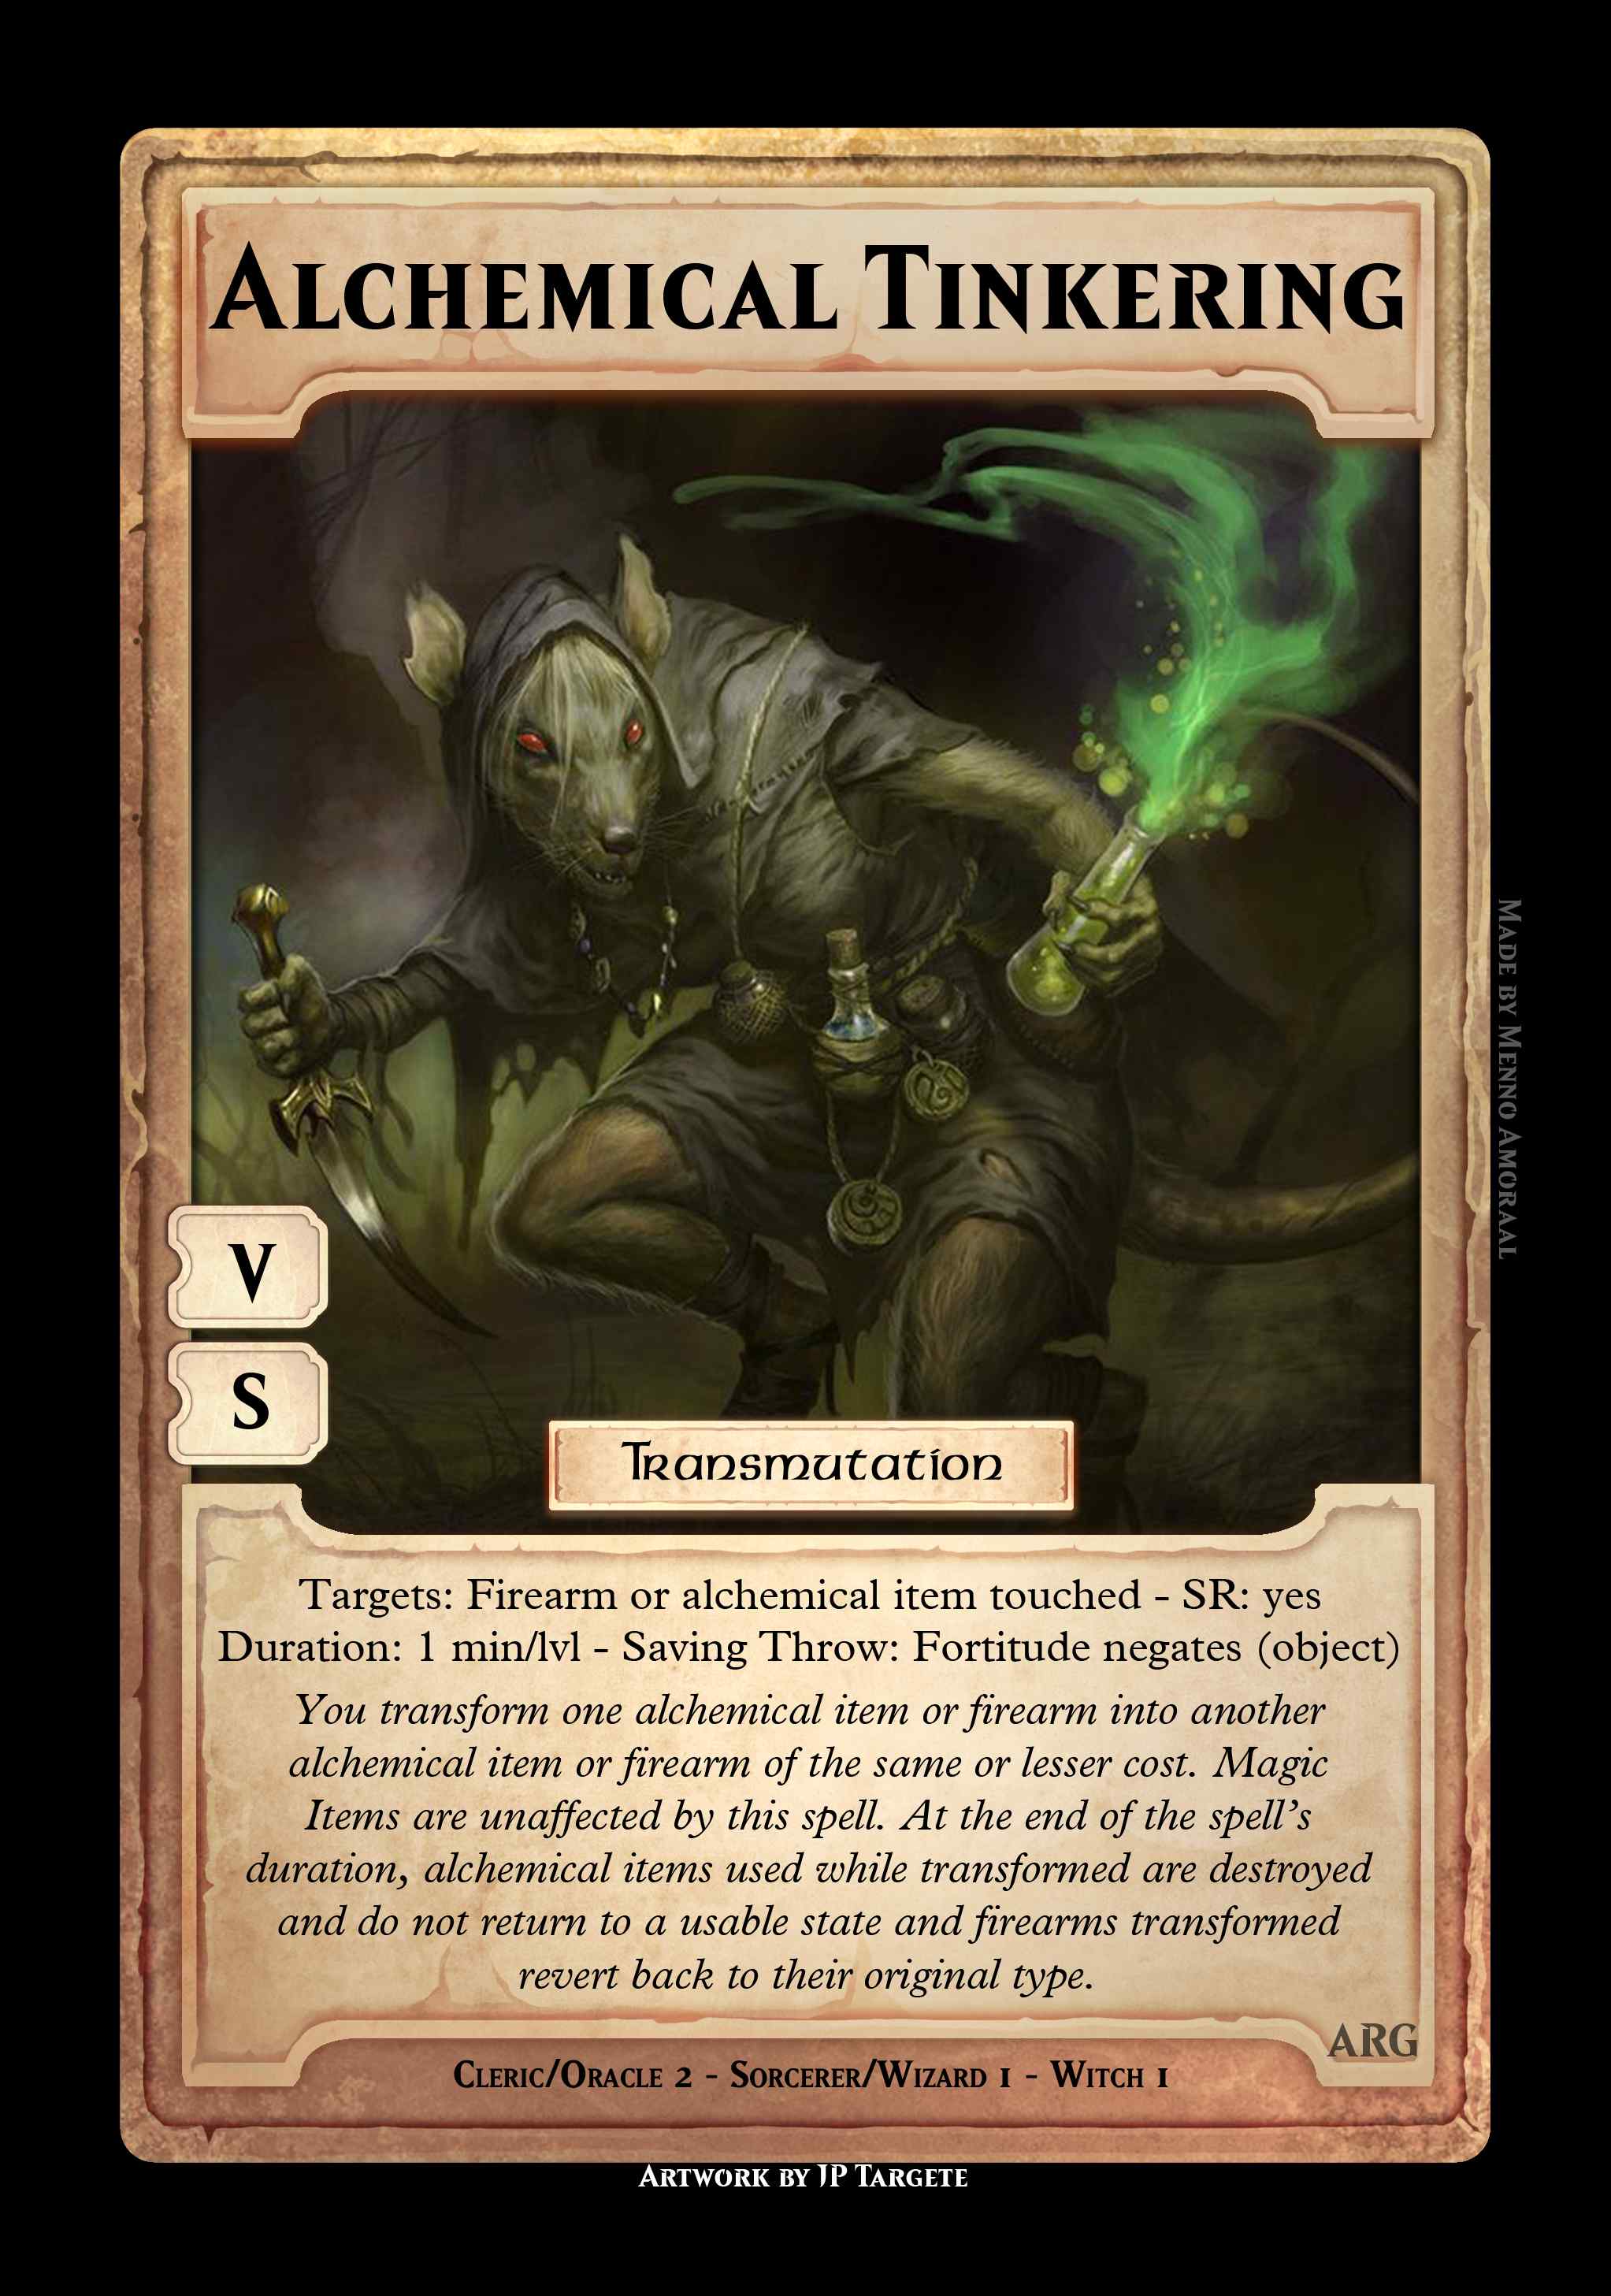 Alchemical Tinkering
V
S
Transmutation
Targets: Firearm or alchemical item touched - SR: yes
Duration: 1 min/lvl - Saving Throw: Fortitude negates (object)
You transform one alchemical item or firearm into another
alchemical item or firearm of the same or lesser cost. Magic
Items are unaffected by this spell. At the end of the spell's
duration, alchemical items used while transformed are destroyed
and do not return to a usable state and firearms transformed
revert back to their original type.
ARG
Cleric/Oracle 2 - Sorcerer/Wizard 1 - Witch 1
Artwork by JP Targete
Made by Menno Amoraal